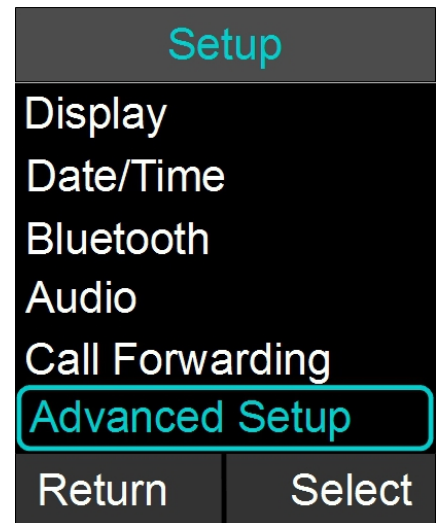 Setup
Display
Date/Time
Bluetooth
Audio
Call Forwarding
Advanced Setup
Return Select